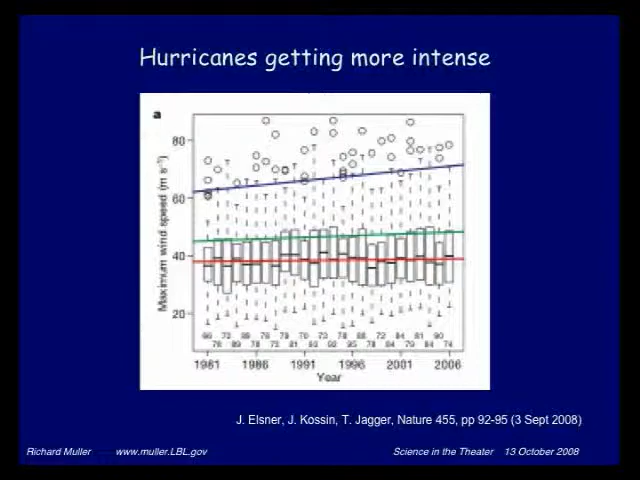 Hurricanes getting more intense
a
Maximum wind speed (m s⁻¹)
80
60
40
20
1981 1986 1991 1996 2001 2006
Year
J. Elsner, J. Kossin, T. Jagger, Nature 455, pp 92-95 (3 Sept 2008)
Richard Muller www.muller.LBL.gov Science in the Theater 13 October 2008